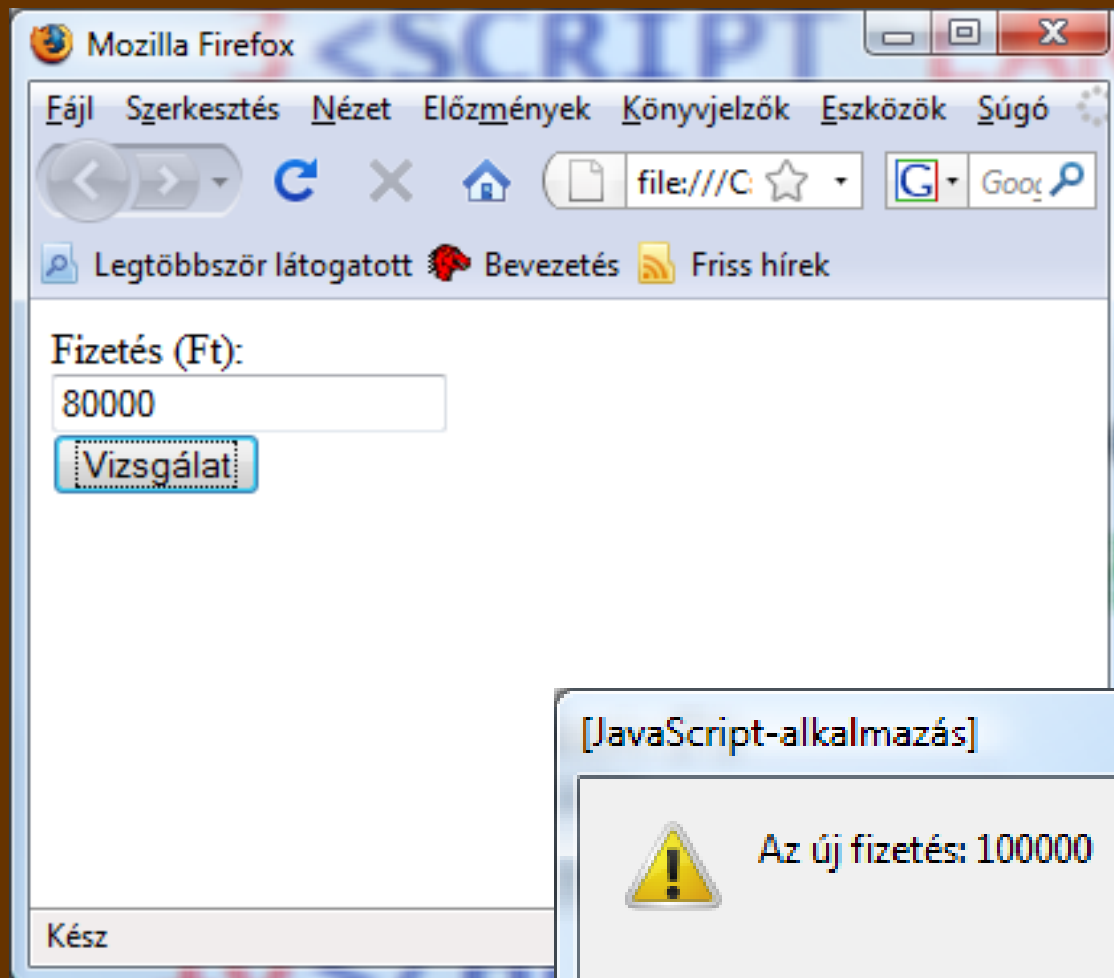 <SCRIPT
Mozilla Firefox
Fájl Szerkesztés Nézet Előzmények Könyvjelzők Eszközök Súgó
file:///C:
G
Legtöbbször látogatott Bevezetés Friss hírek
Fizetés (Ft):
80000
Vizsgálat
[JavaScript-alkalmazás]
Az új fizetés: 100000
Kész